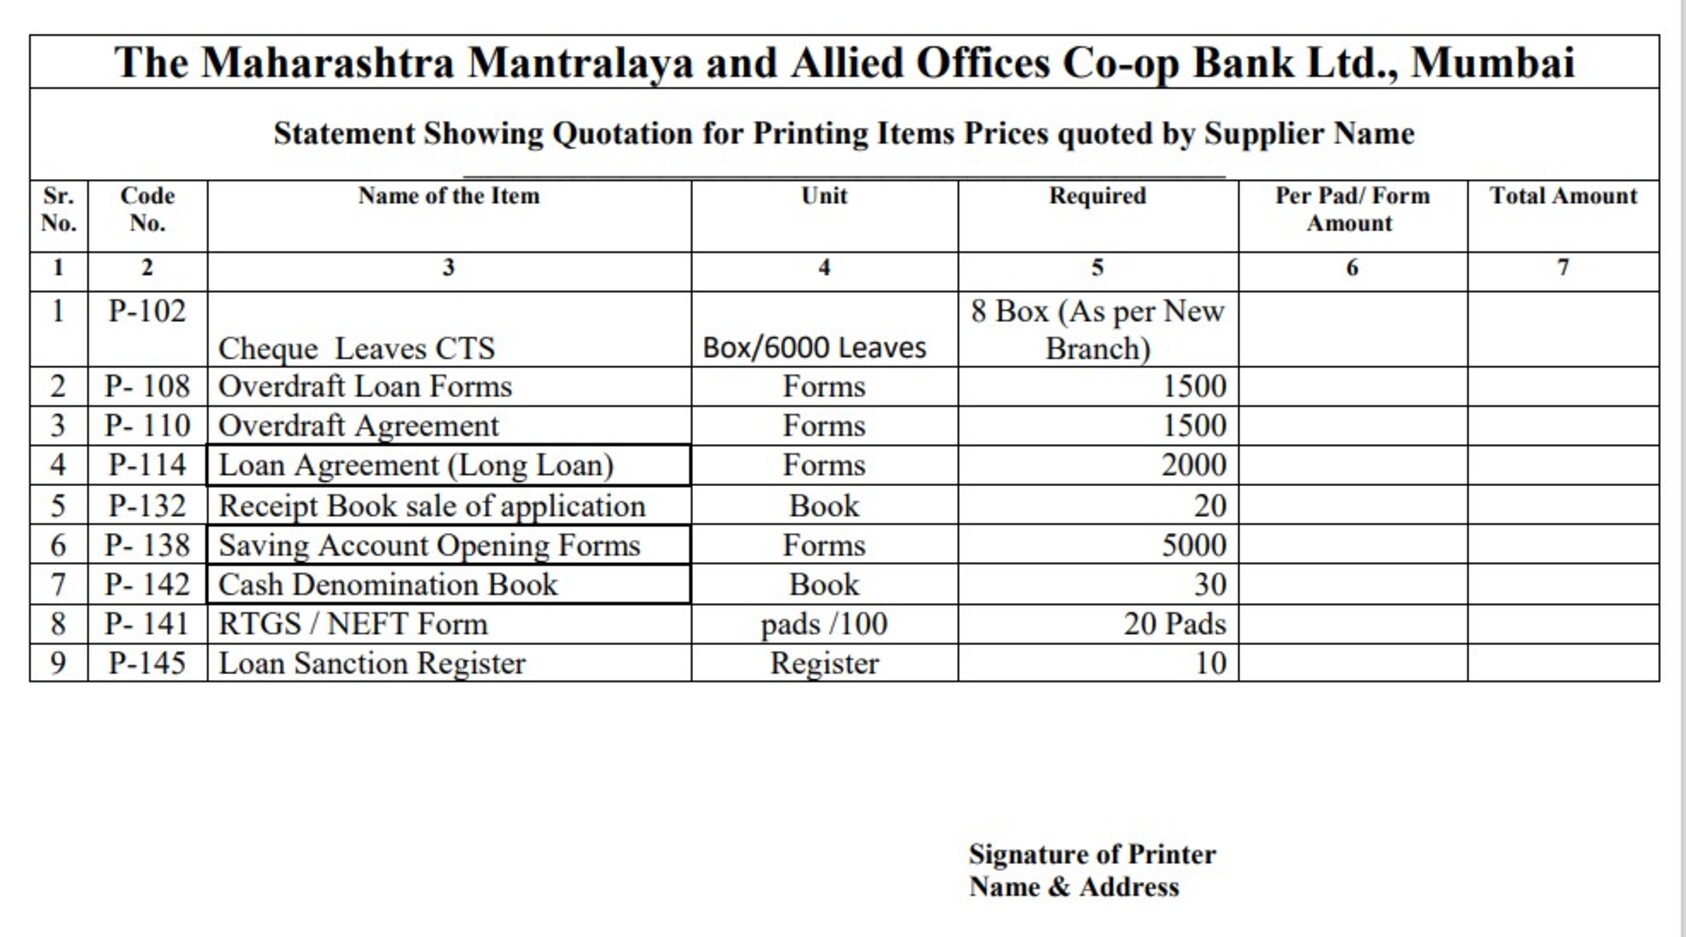 The Maharashtra Mantralaya and Allied Offices Co-op Bank Ltd., Mumbai
Statement Showing Quotation for Printing Items Prices quoted by Supplier Name
Sr. No. Code No. Name of the Item Unit Required Per Pad/ Form Amount Total Amount
1 2 3 4 5 6 7
1 P-102 Cheque Leaves CTS Box/6000 Leaves 8 Box (As per New Branch)
2 P- 108 Overdraft Loan Forms Forms 1500
3 P- 110 Overdraft Agreement Forms 1500
4 P-114 Loan Agreement (Long Loan) Forms 2000
5 P-132 Receipt Book sale of application Book 20
6 P- 138 Saving Account Opening Forms Forms 5000
7 P- 142 Cash Denomination Book Book 30
8 P- 141 RTGS / NEFT Form pads /100 20 Pads
9 P-145 Loan Sanction Register Register 10
Signature of Printer
Name & Address